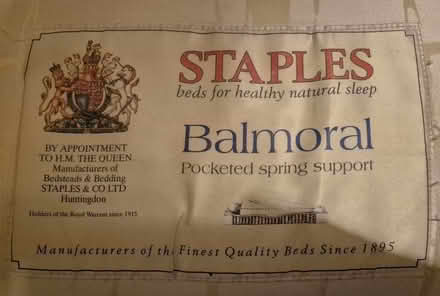 STAPLES
beds for healthy natural sleep
BY APPOINTMENT
TO H.M. THE QUEEN
Manufacturers of
Bedsteads & Bedding
STAPLES & CO.LTD
Huntingdon
Holders of the Royal Warrant since 1915
Balmoral
Pocketed spring support
Manufacturers of the Finest Quality Beds Since 1895